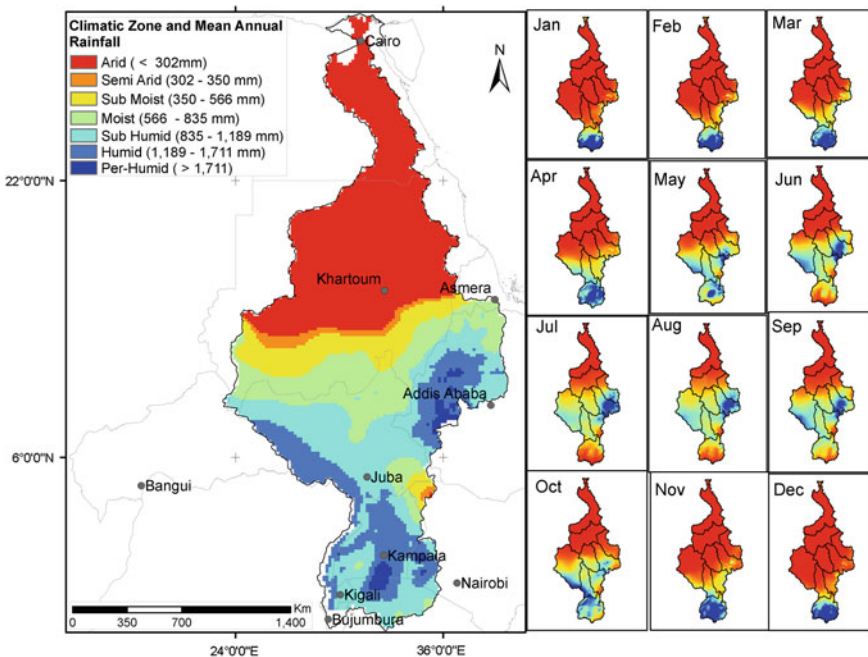 Climatic Zone and Mean Annual
Rainfall
Arid ( < 302mm)
Semi Arid (302 - 350 mm)
Sub Moist (350 - 566 mm)
Moist (566 - 835 mm)
Sub Humid (835 - 1,189 mm)
Humid (1,189 - 1,711 mm)
Per-Humid ( > 1,711)
Cairo
N
22°0'0"N
Khartoum
Asmera
Addis Ababa
6°0'0"N
Juba
Bangui
Kampala
Nairobi
Kigali
Bujumbura
0 350 700 1,400 Km
24°0'0"E 36°0'0"E
Jan Feb Mar
Apr May Jun
Jul Aug Sep
Oct Nov Dec